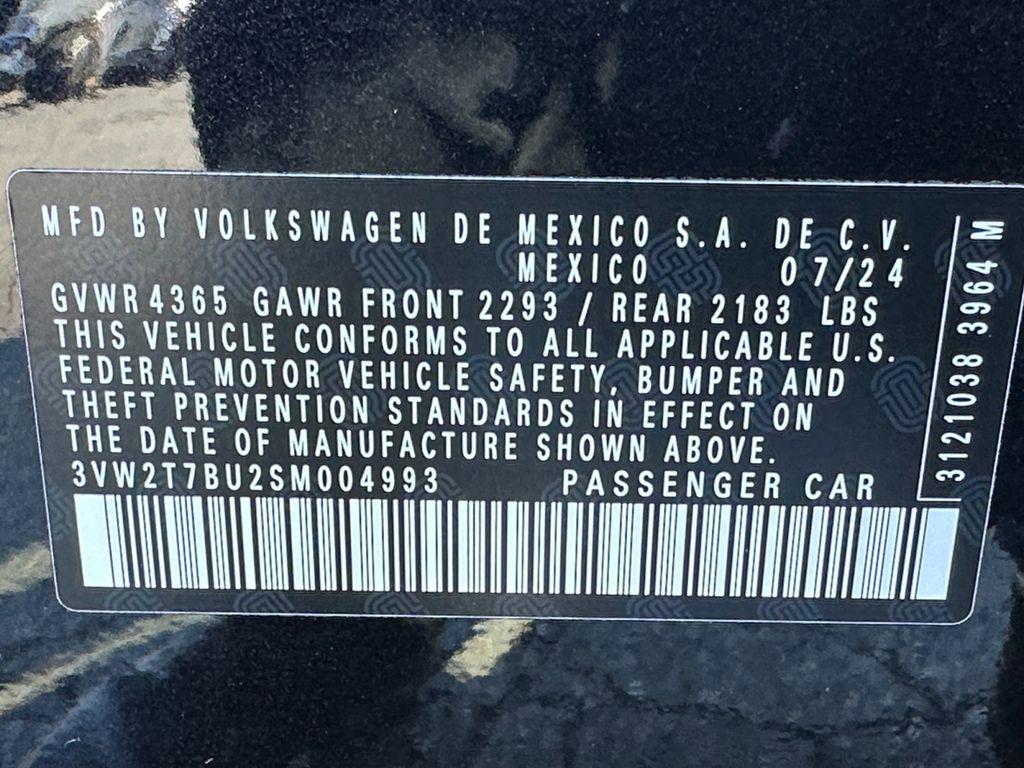 MFD BY VOLKSWAGEN DE MEXICO S.A. DE C.V.
MEXICO 07/24
GVWR 4365 GAWR FRONT 2293 / REAR 2183 LBS
THIS VEHICLE CONFORMS TO ALL APPLICABLE U.S.
FEDERAL MOTOR VEHICLE SAFETY, BUMPER AND
THEFT PREVENTION STANDARDS IN EFFECT ON
THE DATE OF MANUFACTURE SHOWN ABOVE.
3VW2T7BU2SM004993 PASSENGER CAR
3121038 3964 M